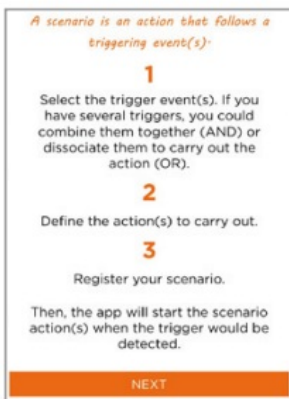 A scenario is an action that follows a
triggering event(s).
1
Select the trigger event(s). If you
have several triggers, you could
combine them together (AND) or
dissociate them to carry out the
action (OR).
2
Define the action(s) to carry out.
3
Register your scenario.
Then, the app will start the scenario
action(s) when the trigger would be
detected.
NEXT